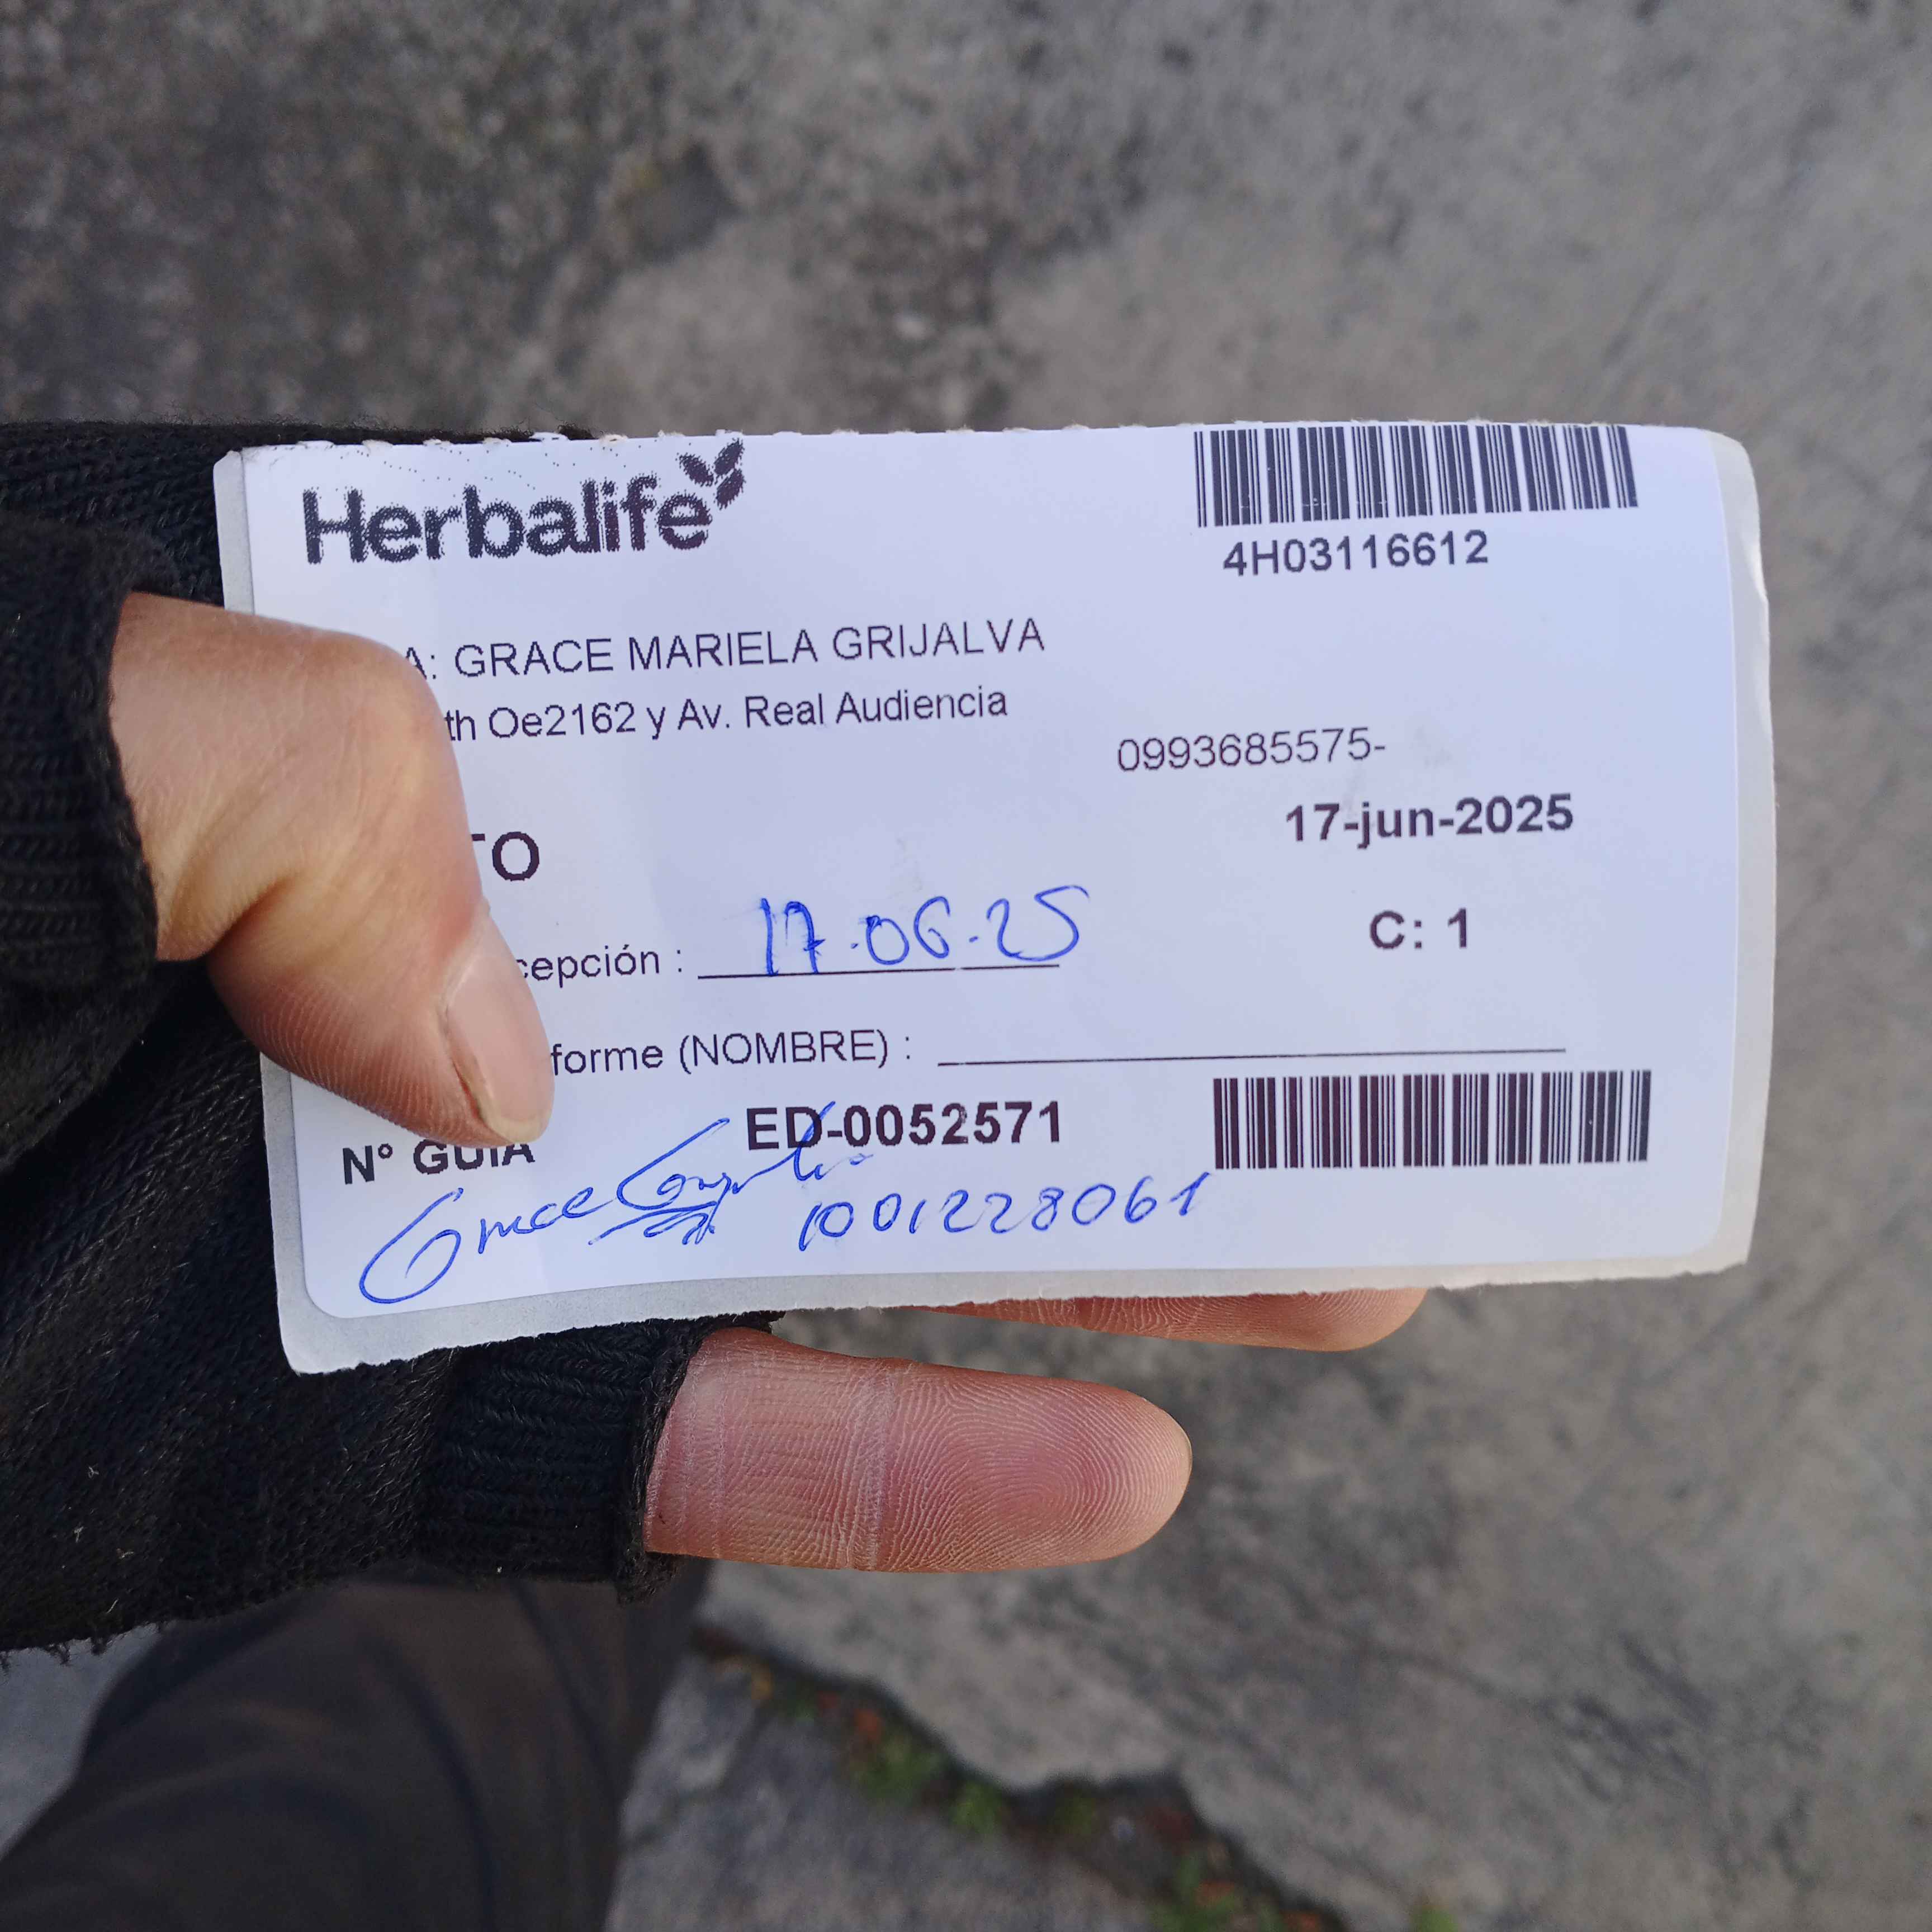 Herbalife
4H03116612
A: GRACE MARIELA GRIJALVA
th Oe2162 y Av. Real Audiencia
0993685575-
17-jun-2025
TO
C: 1
cepción : 17.06.25
forme (NOMBRE) :
N° GUIA ED-0052571
Grace
1001228061